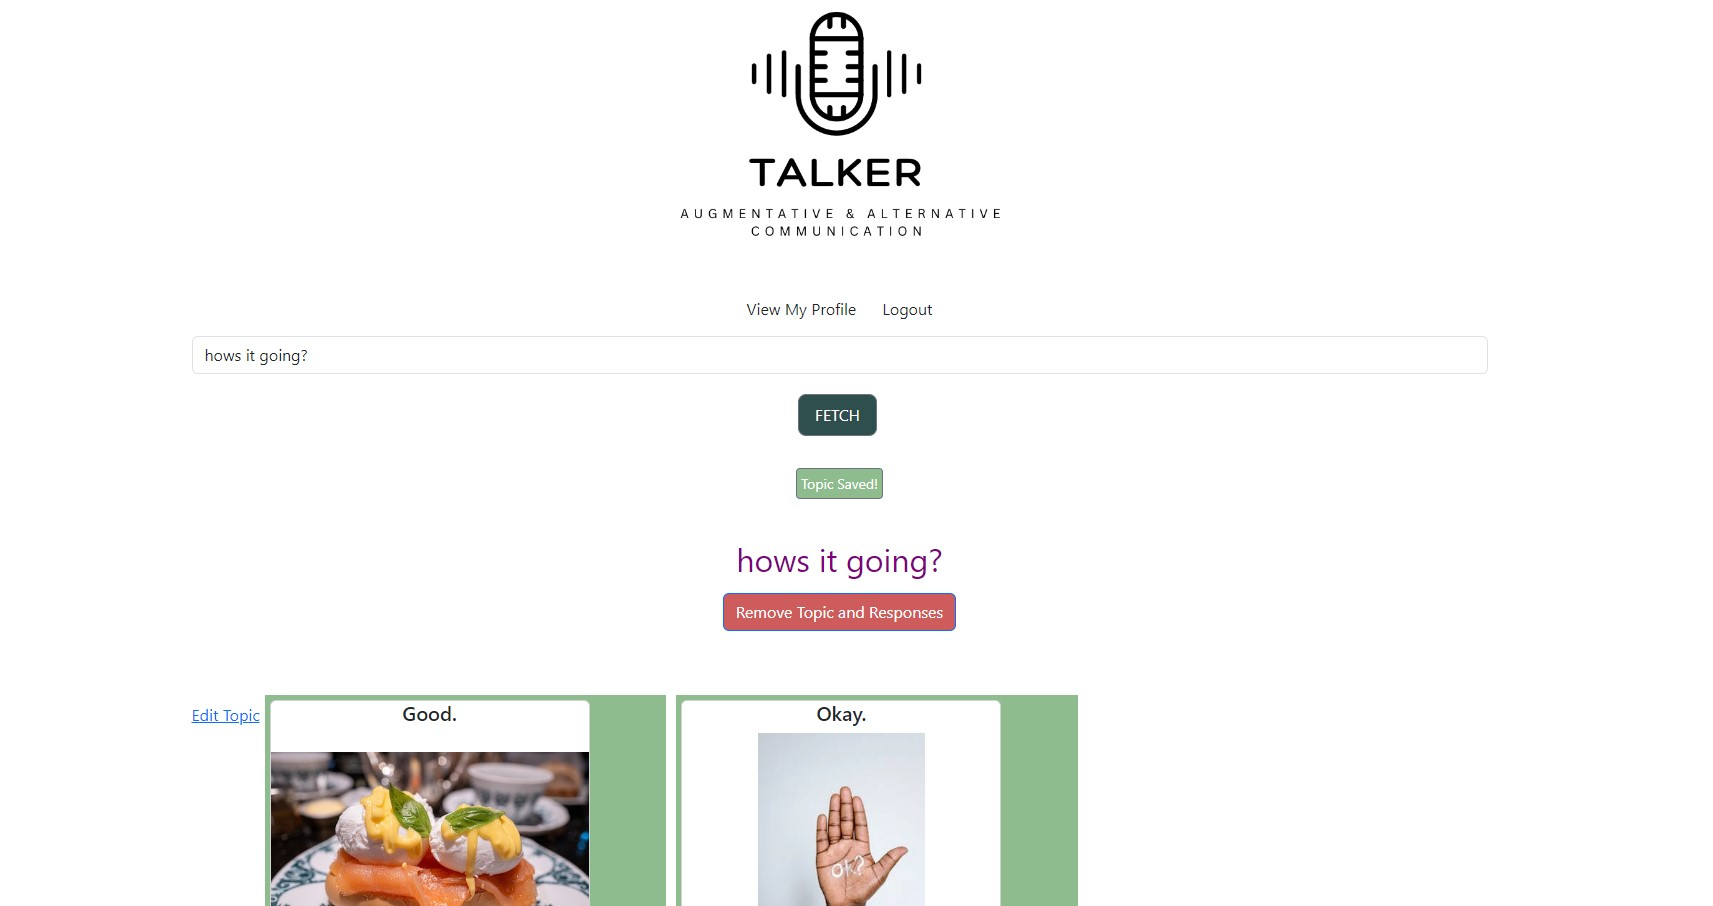 TALKER
AUGMENTATIVE & ALTERNATIVE
COMMUNICATION
View My Profile Logout
hows it going?
FETCH
Topic Saved!
hows it going?
Remove Topic and Responses
Edit Topic
Good.
Okay.
OK?